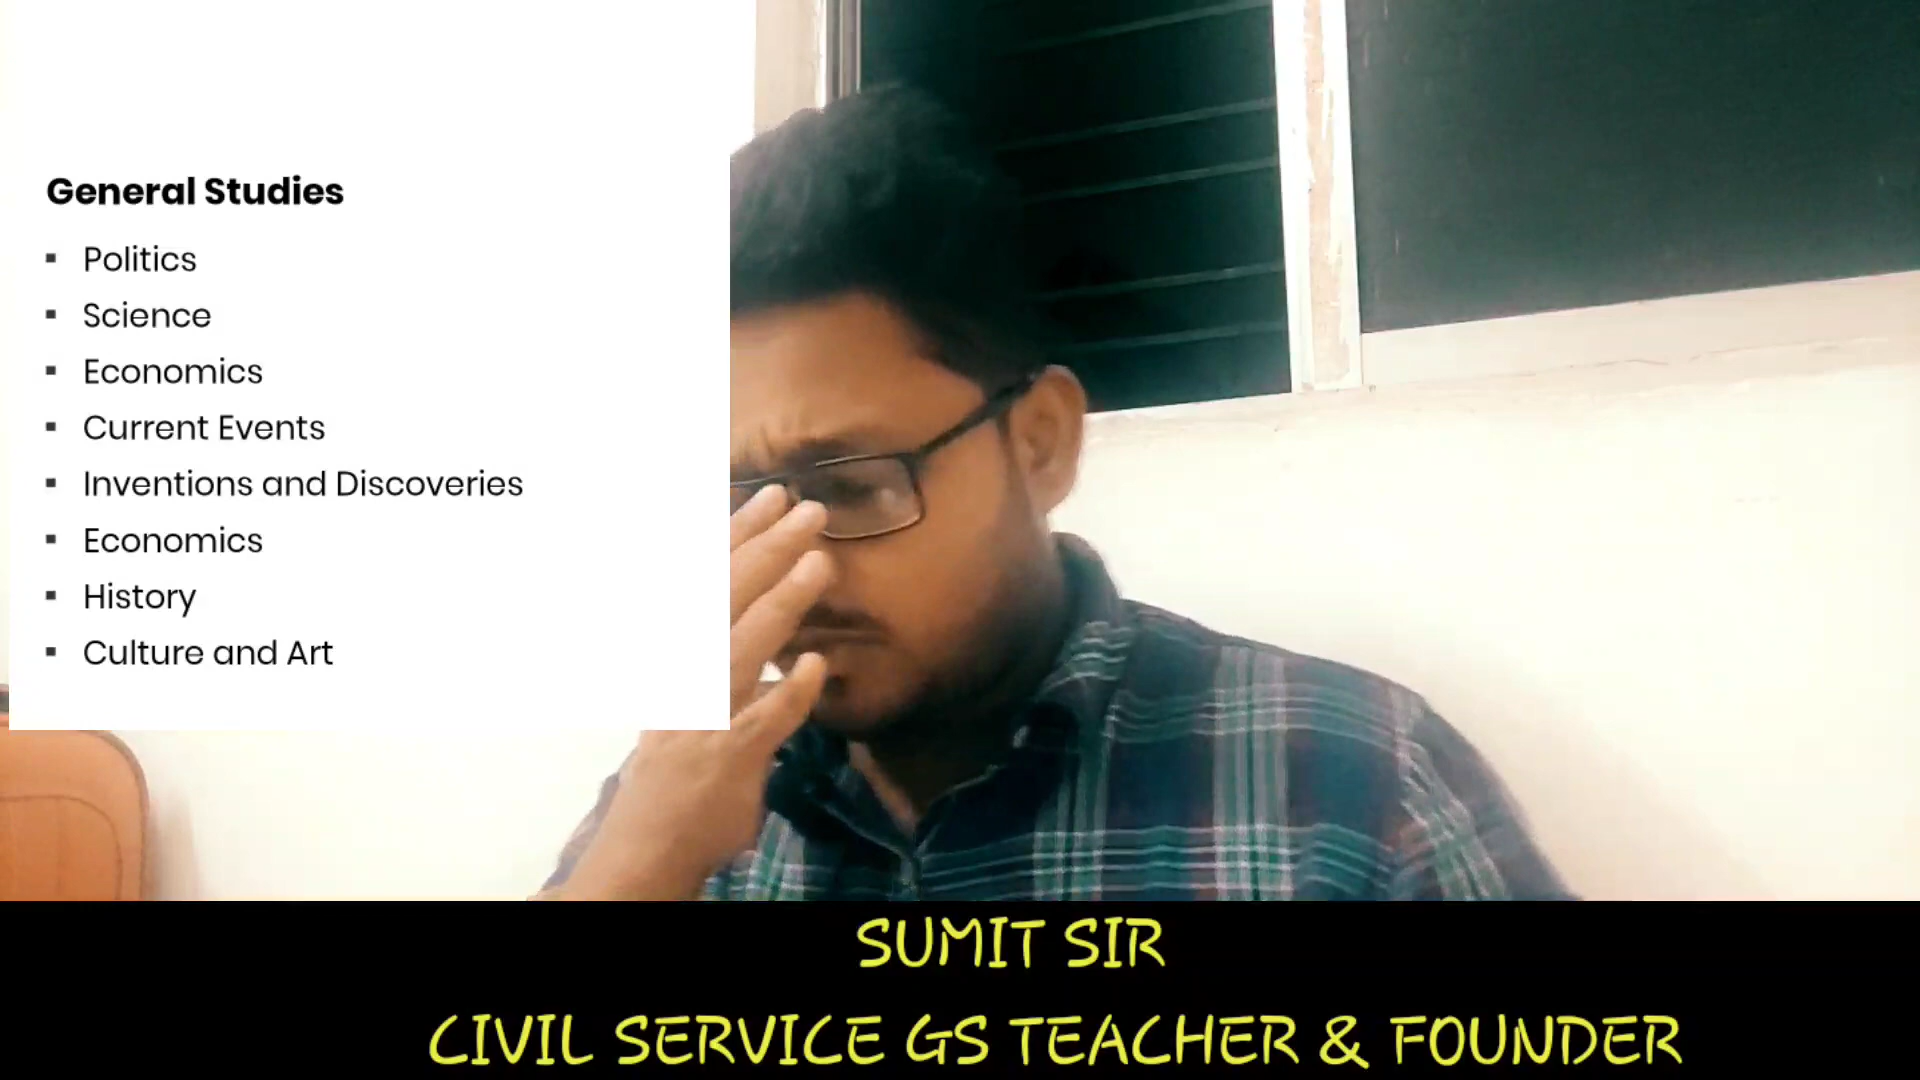 General Studies
▪ Politics
▪ Science
▪ Economics
▪ Current Events
▪ Inventions and Discoveries
▪ Economics
▪ History
▪ Culture and Art
SUMIT SIR
CIVIL SERVICE GS TEACHER & FOUNDER